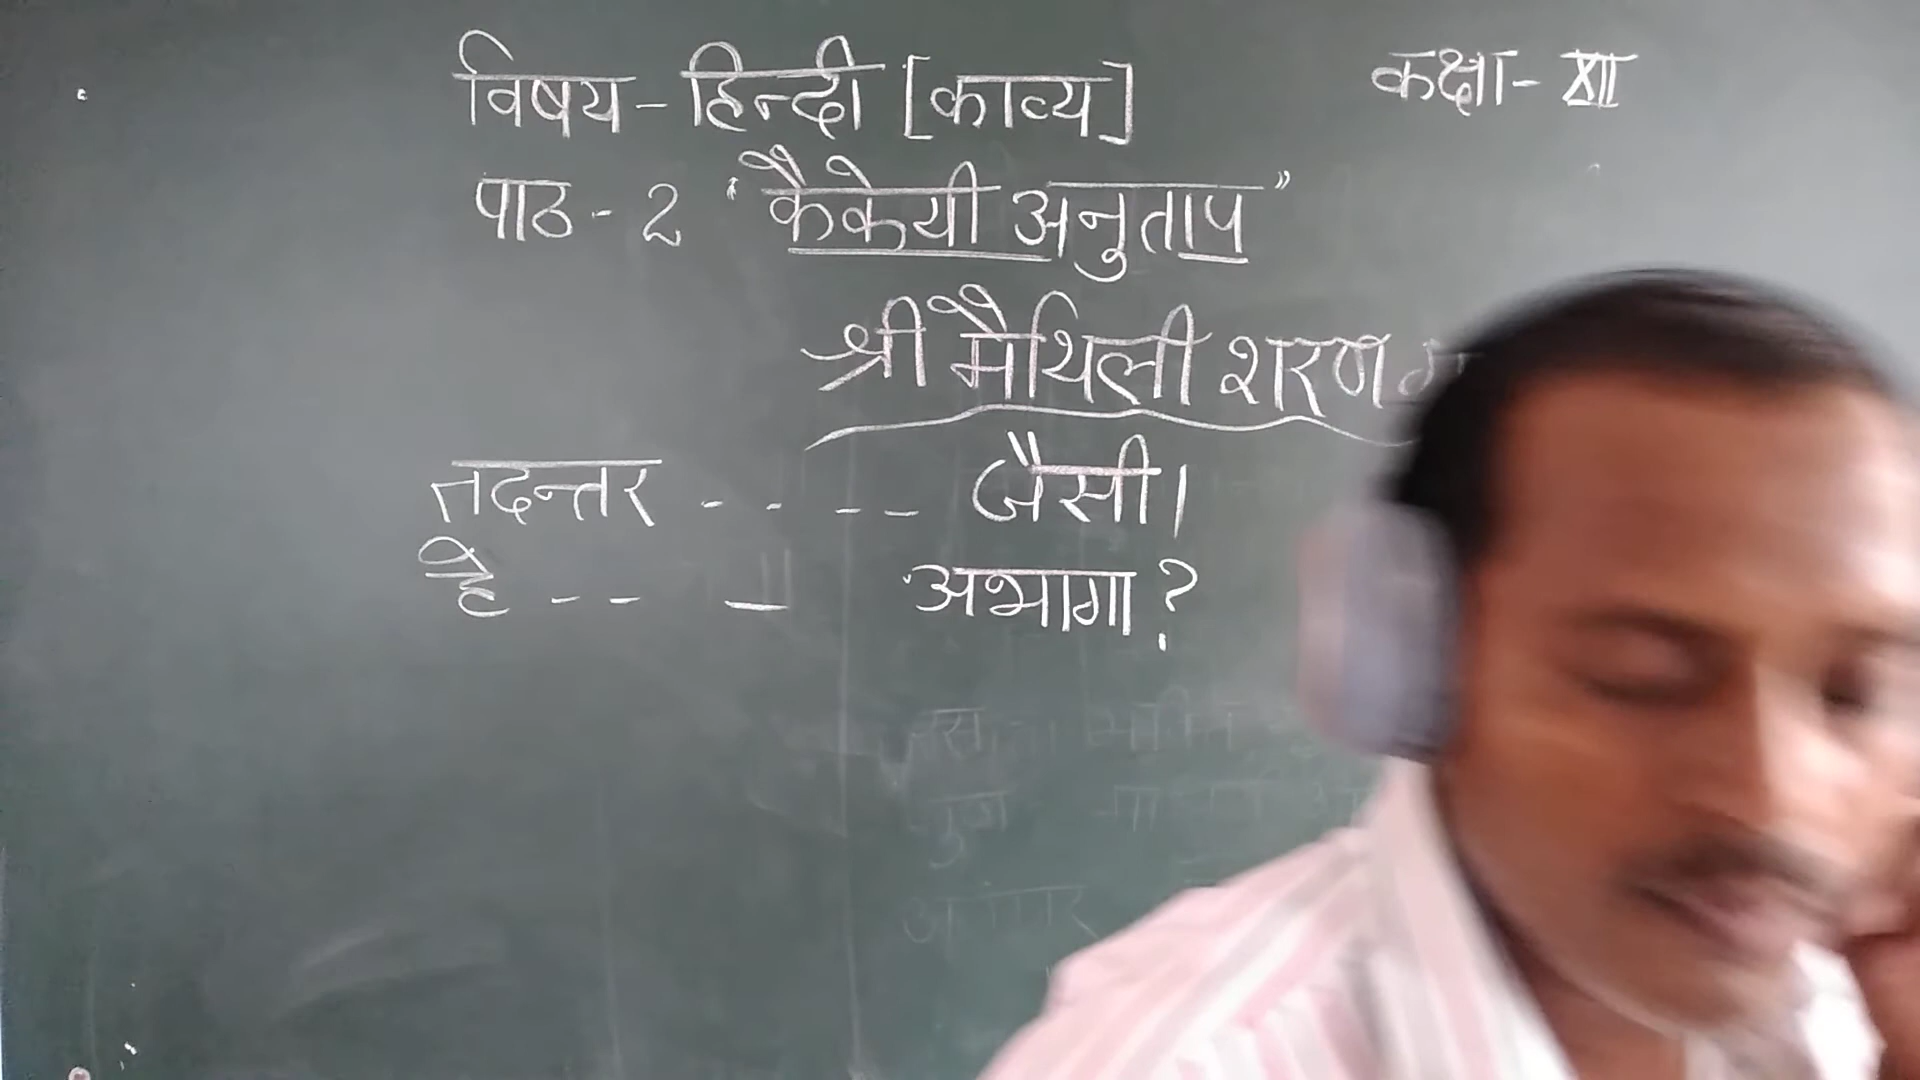 विषय - हिन्दी [काव्य]
कक्षा - XII
पाठ - 2 "कैकेयी अनुताप"
श्री मैथिली शरण
तदन्तर - - - - जैसी।
है - - - अभागा ?